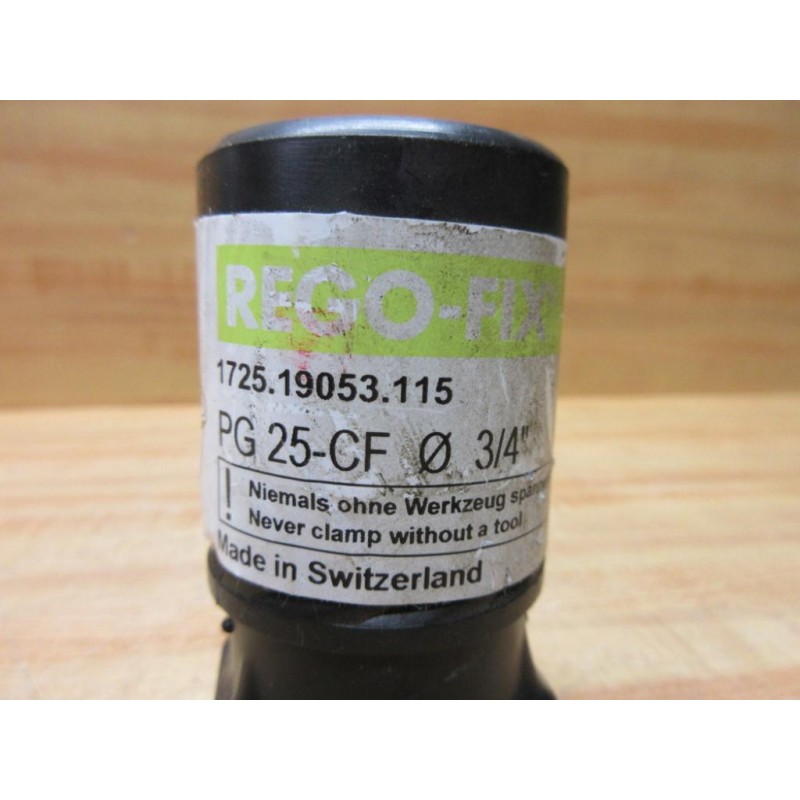 REGO-FIX
1725.19053.115
PG 25-CF Ø 3/4"
! Niemals ohne Werkzeug
Never clamp without a tool
Made in Switzerland